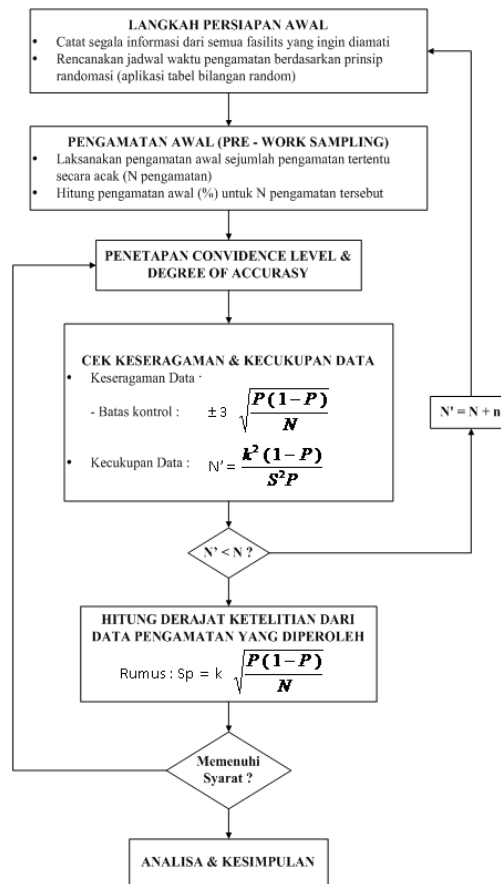 LANGKAH PERSIAPAN AWAL
• Catat segala informasi dari semua fasilits yang ingin diamati
• Rencanakan jadwal waktu pengamatan berdasarkan prinsip
randomasi (aplikasi tabel bilangan random)
PENGAMATAN AWAL (PRE - WORK SAMPLING)
• Laksanakan pengamatan awal sejumlah pengamatan tertentu
secara acak (N pengamatan)
• Hitung pengamatan awal (%) untuk N pengamatan tersebut
PENETAPAN CONVIDENCE LEVEL &
DEGREE OF ACCURASY
CEK KESERAGAMAN & KECUKUPAN DATA
• Keseragaman Data :
- Batas kontrol : ± 3 √(P(1-P)/N)
• Kecukupan Data : N' = k² (1-P) / S²P
N' = N + n
N' < N ?
HITUNG DERAJAT KETELITIAN DARI
DATA PENGAMATAN YANG DIPEROLEH
Rumus : Sp = k √(P(1-P)/N)
Memenuhi
Syarat ?
ANALISA & KESIMPULAN